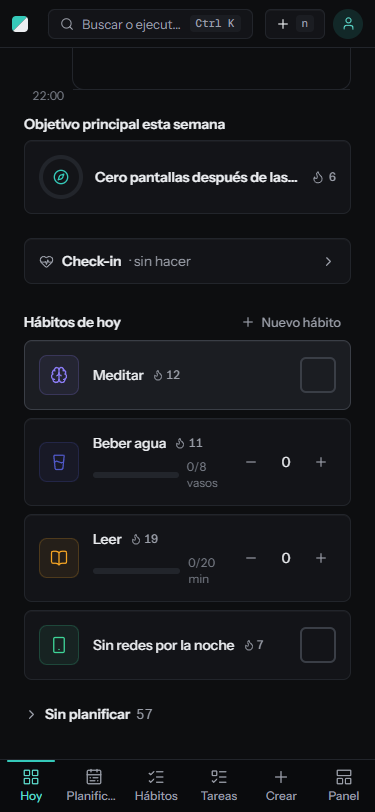 Buscar o ejecut... Ctrl K
n
22:00
Objetivo principal esta semana
Cero pantallas después de las... 6
Check-in · sin hacer
Hábitos de hoy
Nuevo hábito
Meditar 12
Beber agua 11
0/8
vasos
− 0 +
Leer 19
0/20
min
− 0 +
Sin redes por la noche 7
Sin planificar 57
Hoy
Planific...
Hábitos
Tareas
Crear
Panel